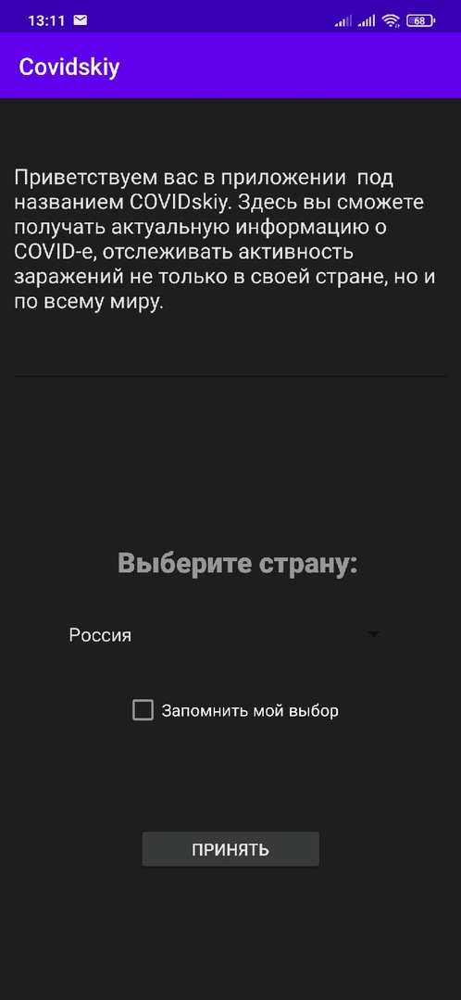 13:11
68
Covidskiy
Приветствуем вас в приложении  под
названием COVIDskiy. Здесь вы сможете
получать актуальную информацию о
COVID-е, отслеживать активность
заражений не только в своей стране, но и
по всему миру.
Выберите страну:
Россия
Запомнить мой выбор
ПРИНЯТЬ